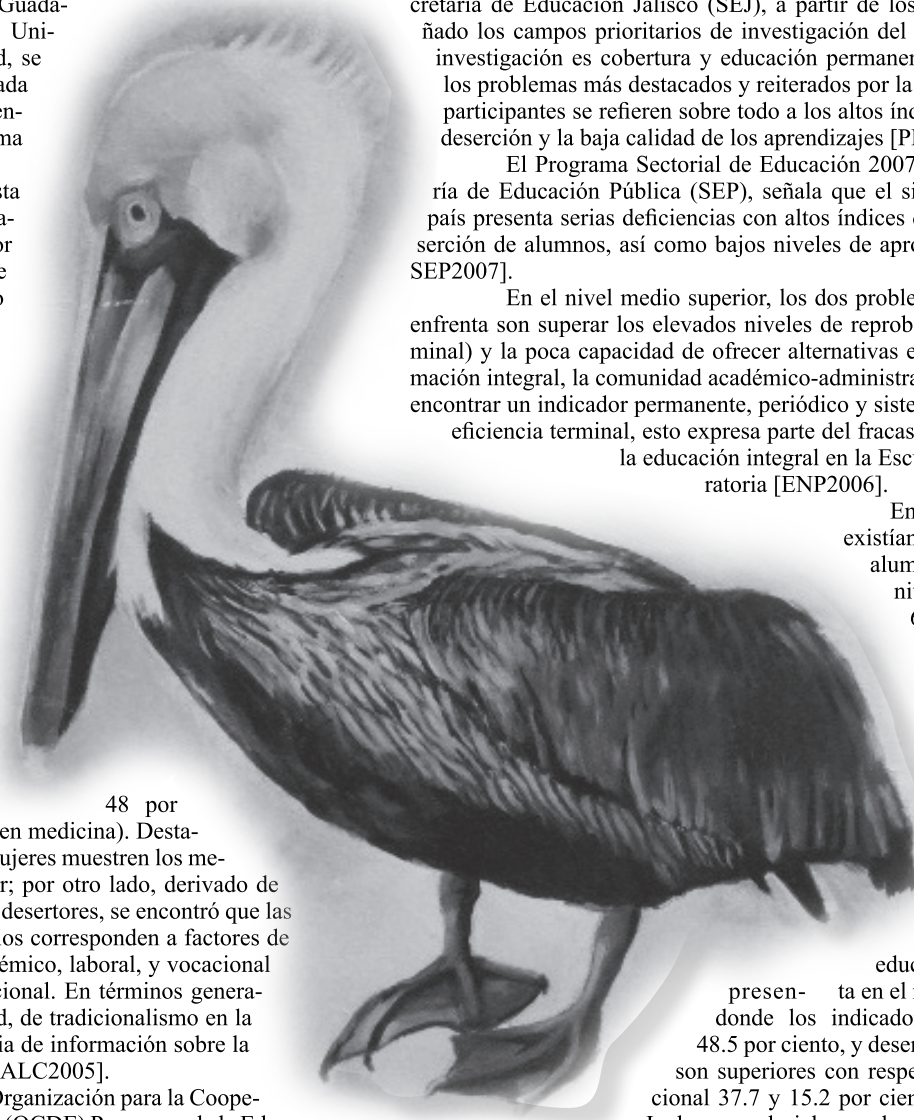 Guada-
Uni-
d, se
ada
en-
ma
sta
a-
or
e
o
48 por
en medicina). Desta-
ujeres muestren los me-
r; por otro lado, derivado de
desertores, se encontró que las
los corresponden a factores de
émico, laboral, y vocacional
cional. En términos genera-
d, de tradicionalismo en la
ia de información sobre la
ALC2005].
Organización para la Coope-
cretaría de Educación Jalisco (SEJ), a partir de los
ñado los campos prioritarios de investigación del
investigación es cobertura y educación permanen
los problemas más destacados y reiterados por la
participantes se refieren sobre todo a los altos índ
deserción y la baja calidad de los aprendizajes [P
El Programa Sectorial de Educación 2007
ría de Educación Pública (SEP), señala que el si
país presenta serias deficiencias con altos índices
serción de alumnos, así como bajos niveles de apro
SEP2007].
En el nivel medio superior, los dos proble
enfrenta son superar los elevados niveles de reprob
minal) y la poca capacidad de ofrecer alternativas e
mación integral, la comunidad académico-administra
encontrar un indicador permanente, periódico y siste
eficiencia terminal, esto expresa parte del fracas
la educación integral en la Escu
ratoria [ENP2006].
En
existían
alum
ni
6
educ
presen- ta en el
donde los indicado
48.5 por ciento, y deser
son superiores con respe
cional 37.7 y 15.2 por cien